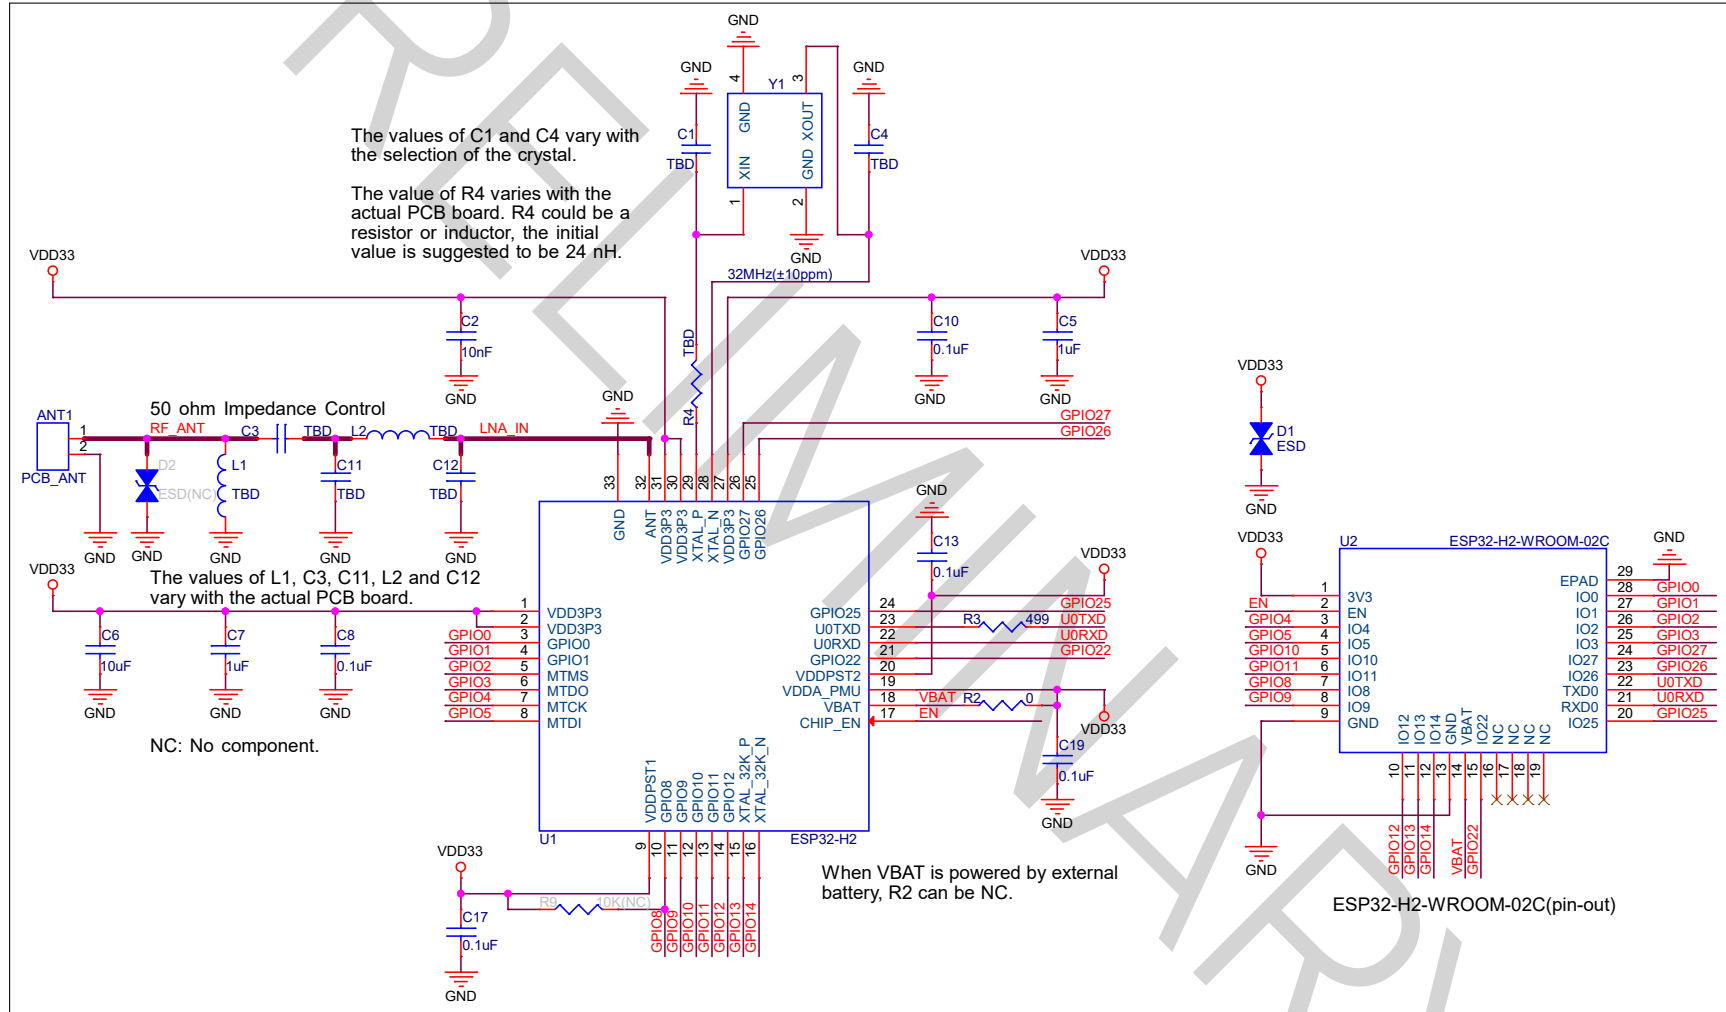 PRELIMINARY
GND
GND
GND
4
3
Y1
C1
TBD
GND
XOUT
XIN
GND
C4
TBD
1
2
GND
The values of C1 and C4 vary with
the selection of the crystal.
The value of R4 varies with the
actual PCB board. R4 could be a
resistor or inductor, the initial
value is suggested to be 24 nH.
32MHz(±10ppm)
VDD33
VDD33
C2
10nF
GND
C10
0.1uF
GND
C5
1uF
GND
TBD
R4
GND
GPIO27
GPIO26
50 ohm Impedance Control
ANT1
1
2
PCB_ANT
RF_ANT
C3
TBD
L2
TBD
LNA_IN
D2
ESD(NC)
L1
TBD
C11
TBD
C12
TBD
GND
GND
GND
GND
GND
The values of L1, C3, C11, L2 and C12
vary with the actual PCB board.
VDD33
C6
10uF
C7
1uF
C8
0.1uF
GND
GND
GND
NC: No component.
33
32
31
30
29
28
27
26
25
GND
ANT
VDD3P3
VDD3P3
XTAL_P
XTAL_N
VDD3P3
GPIO27
GPIO26
1
VDD3P3
2
VDD3P3
GPIO0
3
GPIO0
GPIO1
4
GPIO1
GPIO2
5
MTMS
GPIO3
6
MTDO
GPIO4
7
MTCK
GPIO5
8
MTDI
GPIO25
24
GPIO25
U0TXD
23
R3
499
U0TXD
U0RXD
22
U0RXD
GPIO22
21
GPIO22
VDDPST2
20
VDDA_PMU
19
VBAT
18
VBAT
R2
0
CHIP_EN
17
EN
GND
C13
0.1uF
VDD33
VDD33
C19
0.1uF
GND
VDDPST1
GPIO8
GPIO9
GPIO10
GPIO11
GPIO12
XTAL_32K_P
XTAL_32K_N
U1
ESP32-H2
9
10
11
12
13
14
15
16
VDD33
R9
10K(NC)
C17
0.1uF
GND
GPIO8
GPIO9
GPIO10
GPIO11
GPIO12
GPIO13
GPIO14
When VBAT is powered by external
battery, R2 can be NC.
VDD33
D1
ESD
GND
VDD33
U2
ESP32-H2-WROOM-02C
GND
1
3V3
EN
2
EN
GPIO4
3
IO4
GPIO5
4
IO5
GPIO10
5
IO10
GPIO11
6
IO11
GPIO8
7
IO8
GPIO9
8
IO9
9
GND
EPAD
29
IO0
28
GPIO0
IO1
27
GPIO1
IO2
26
GPIO2
IO3
25
GPIO3
IO27
24
GPIO27
IO26
23
GPIO26
TXD0
22
U0TXD
RXD0
21
U0RXD
IO25
20
GPIO25
IO12
IO13
IO14
GND
VBAT
IO22
NC
NC
NC
NC
10
11
12
13
14
15
16
17
18
19
GPIO12
GPIO13
GPIO14
VBAT
GPIO22
GND
ESP32-H2-WROOM-02C(pin-out)